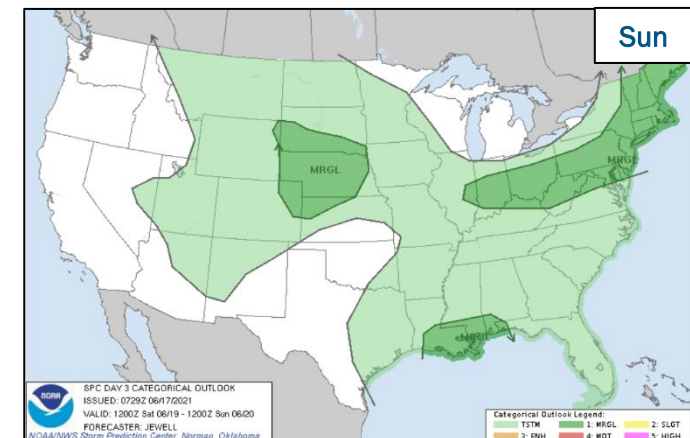 Sun
MRGL
MRGL
MRGL
NOAA
SPC DAY 3 CATEGORICAL OUTLOOK
ISSUED: 0729Z 06/17/2021
VALID: 1200Z Sat 06/19 - 1200Z Sun 06/20
FORECASTER: JEWELL
NOAA/NWS Storm Prediction Center, Norman, Oklahoma
Categorical Outlook Legend:
TSTM 1: MRGL 2: SLGT
3: ENH 4: MDT 5: HIGH